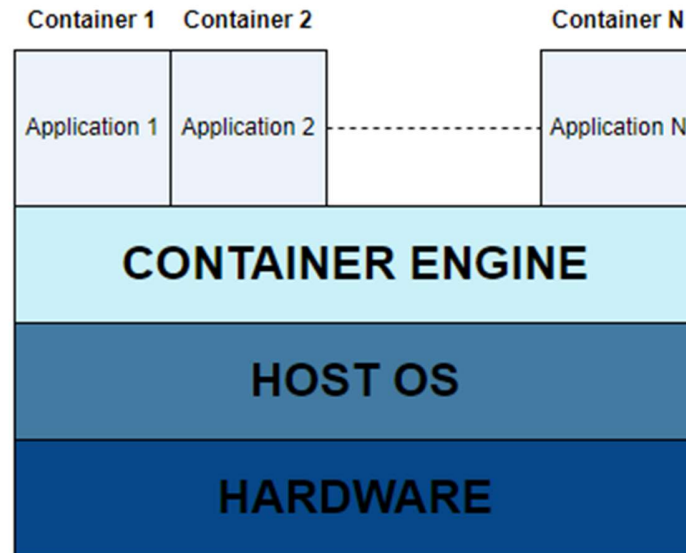 Container 1 Container 2 Container N
Application 1 Application 2 Application N
CONTAINER ENGINE
HOST OS
HARDWARE